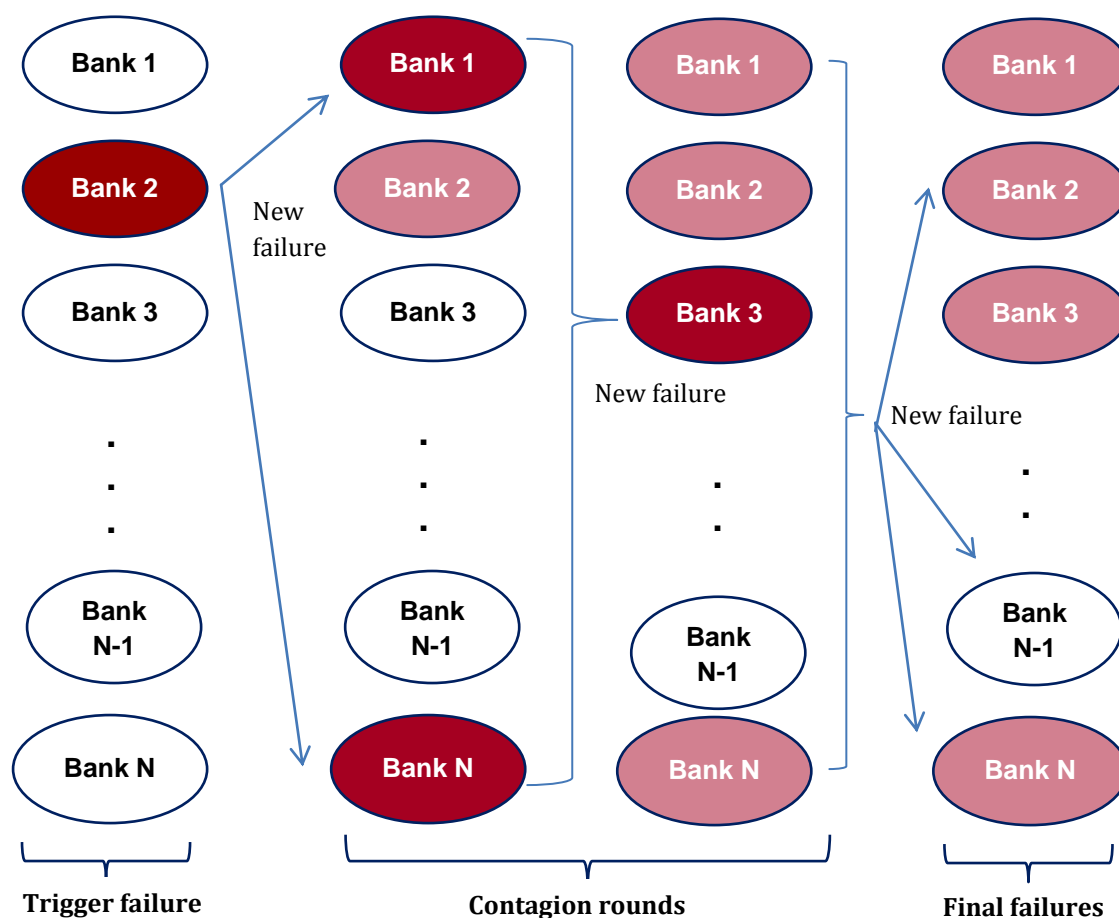 Bank 1
Bank 2
Bank 3
.
.
.
Bank
N-1
Bank N
Trigger failure
New
failure
Bank 1
Bank 2
Bank 3
.
.
.
Bank
N-1
Bank N
New failure
Bank 1
Bank 2
Bank 3
.
.
Bank
N-1
Bank N
Contagion rounds
New failure
Bank 1
Bank 2
Bank 3
.
.
Bank
N-1
Bank N
Final failures